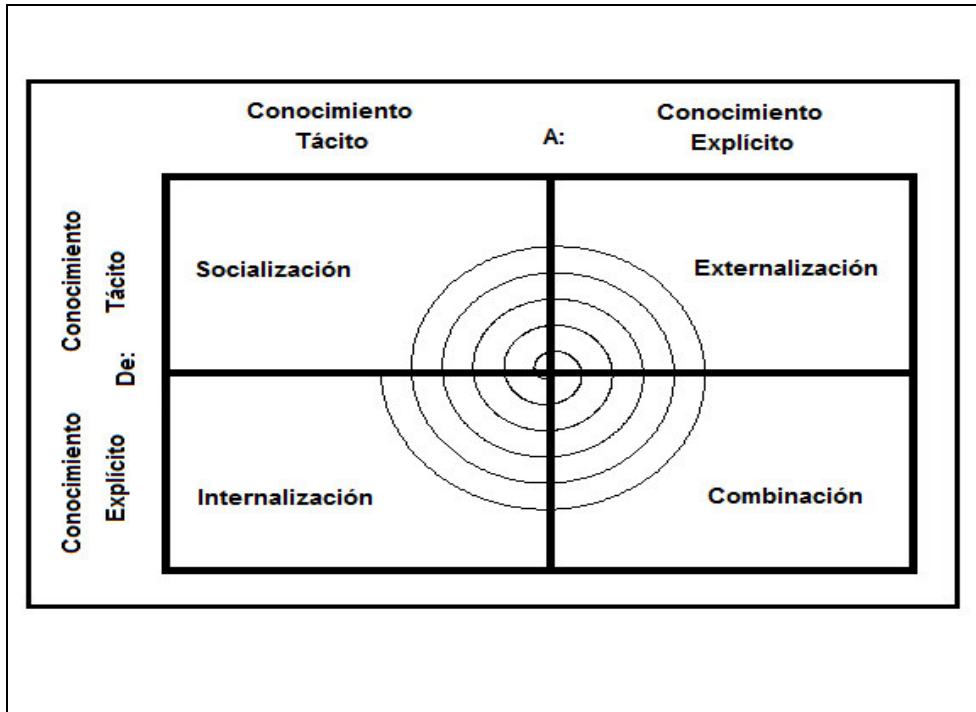 Conocimiento
Tácito
A:
Conocimiento
Explícito
Conocimiento
Tácito
De:
Conocimiento
Explícito
Socialización
Externalización
Internalización
Combinación